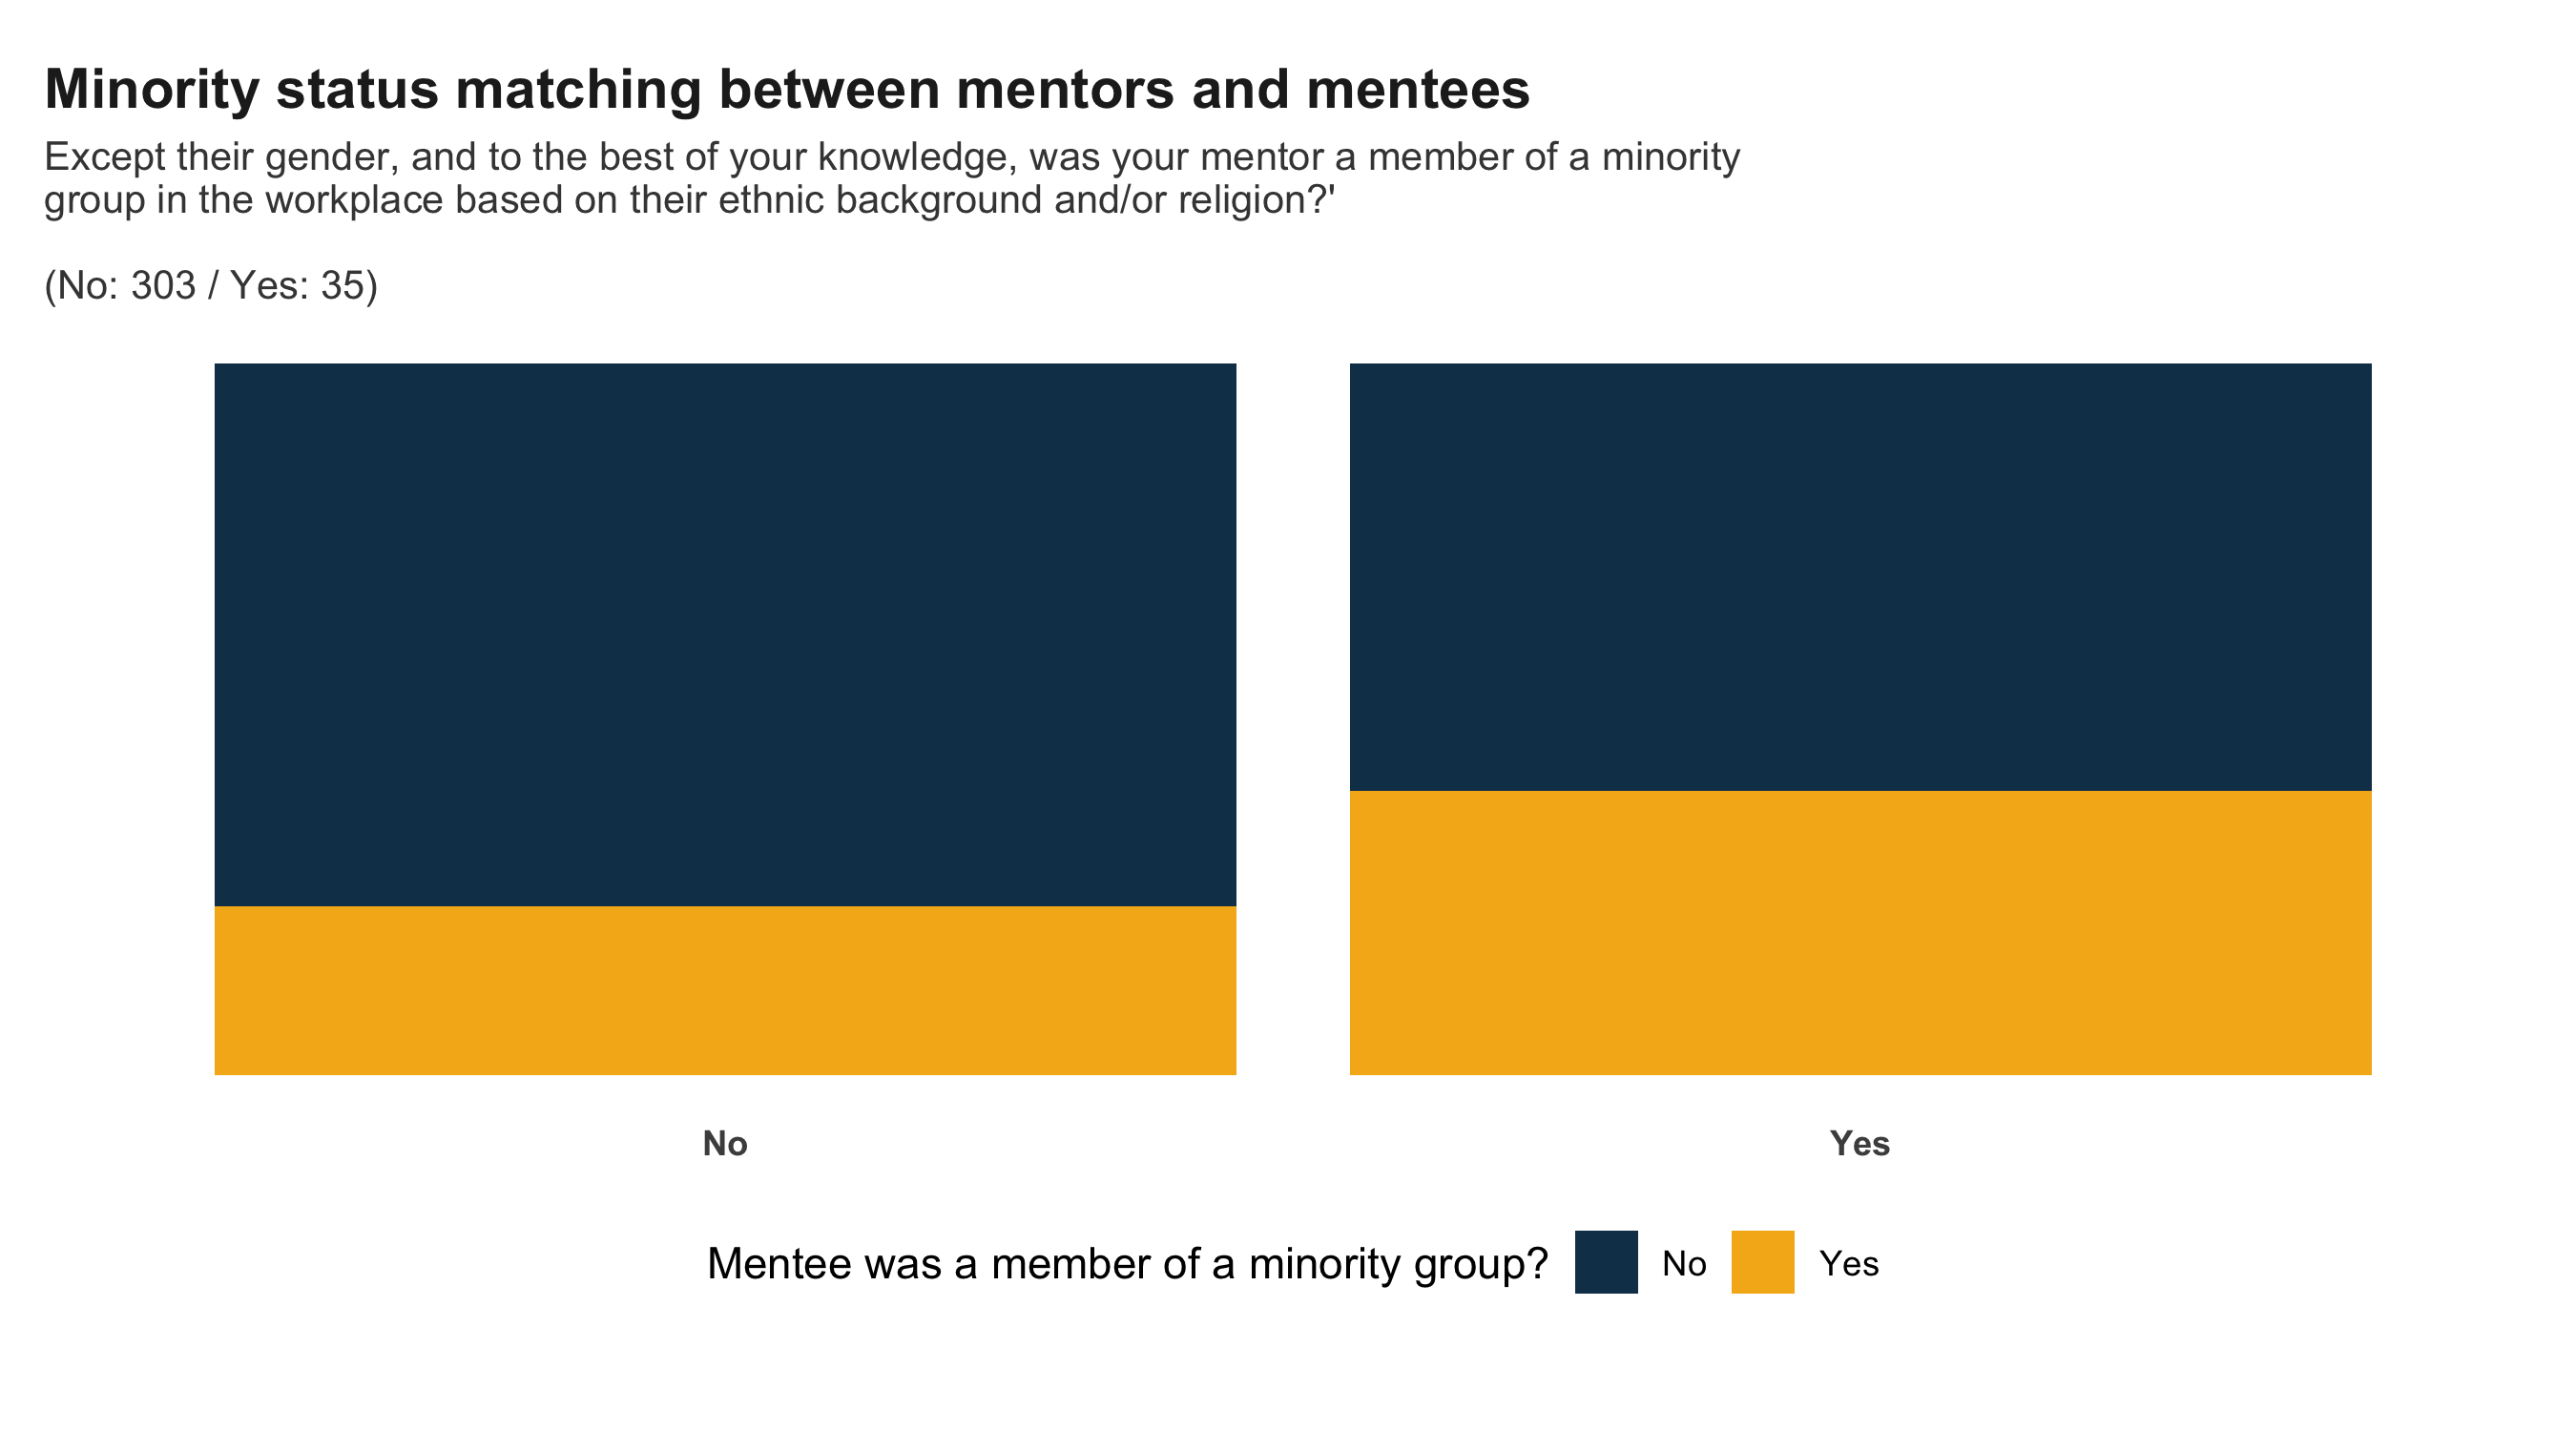 Minority status matching between mentors and mentees
Except their gender, and to the best of your knowledge, was your mentor a member of a minority
group in the workplace based on their ethnic background and/or religion?'
(No: 303 / Yes: 35)
No
Yes
Mentee was a member of a minority group? No Yes